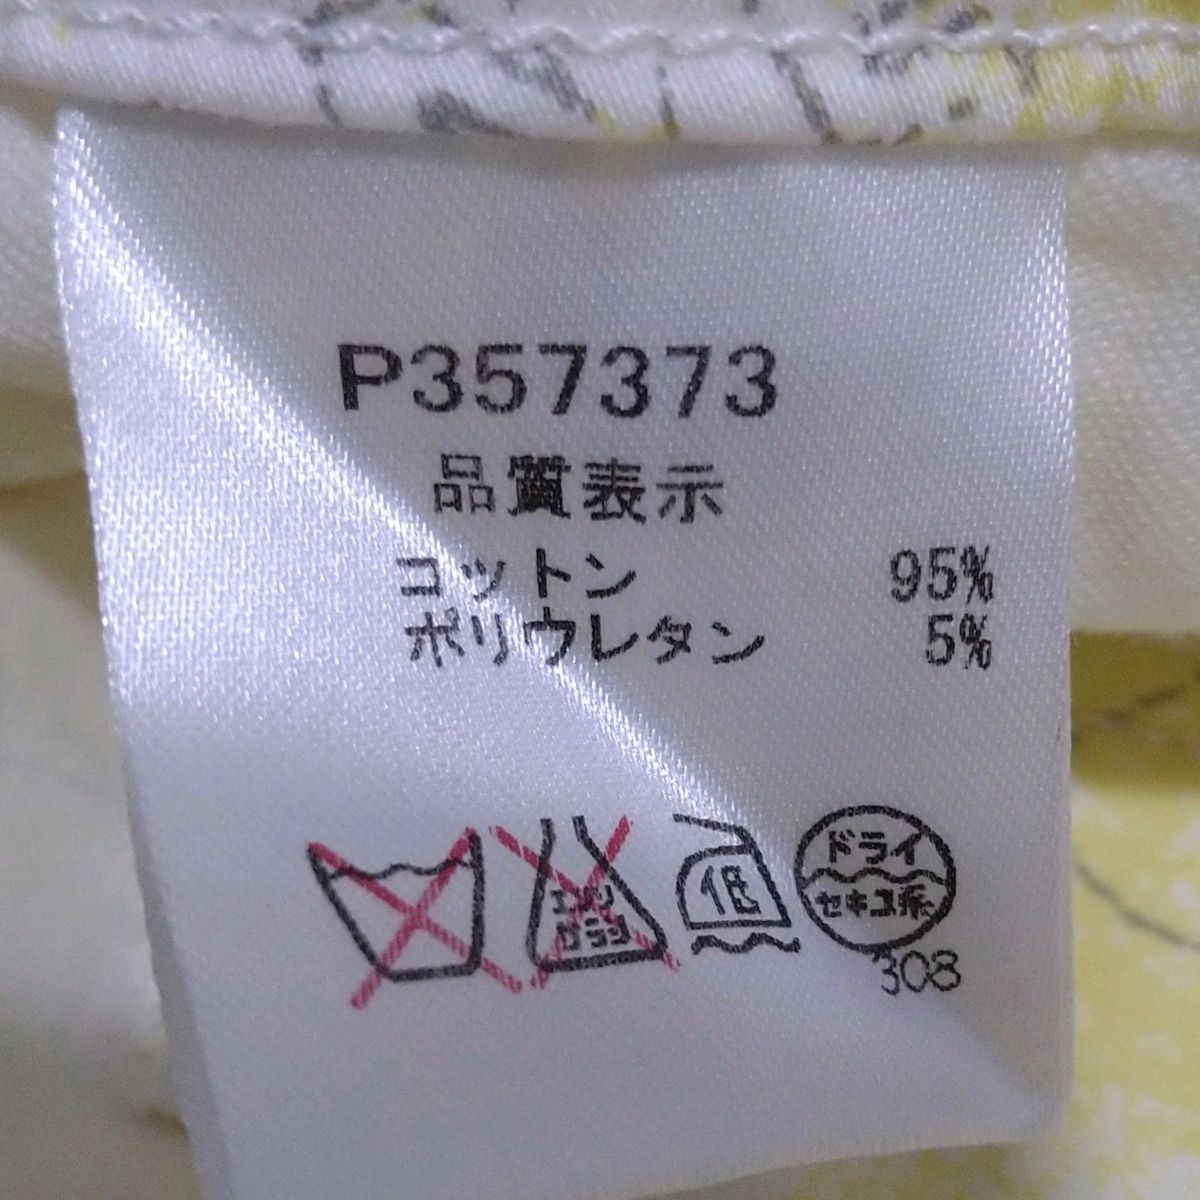 P357373
品質表示
コットン 95%
ポリウレタン 5%
エンソ
サラシ
低
ドライ
セキユ系
308